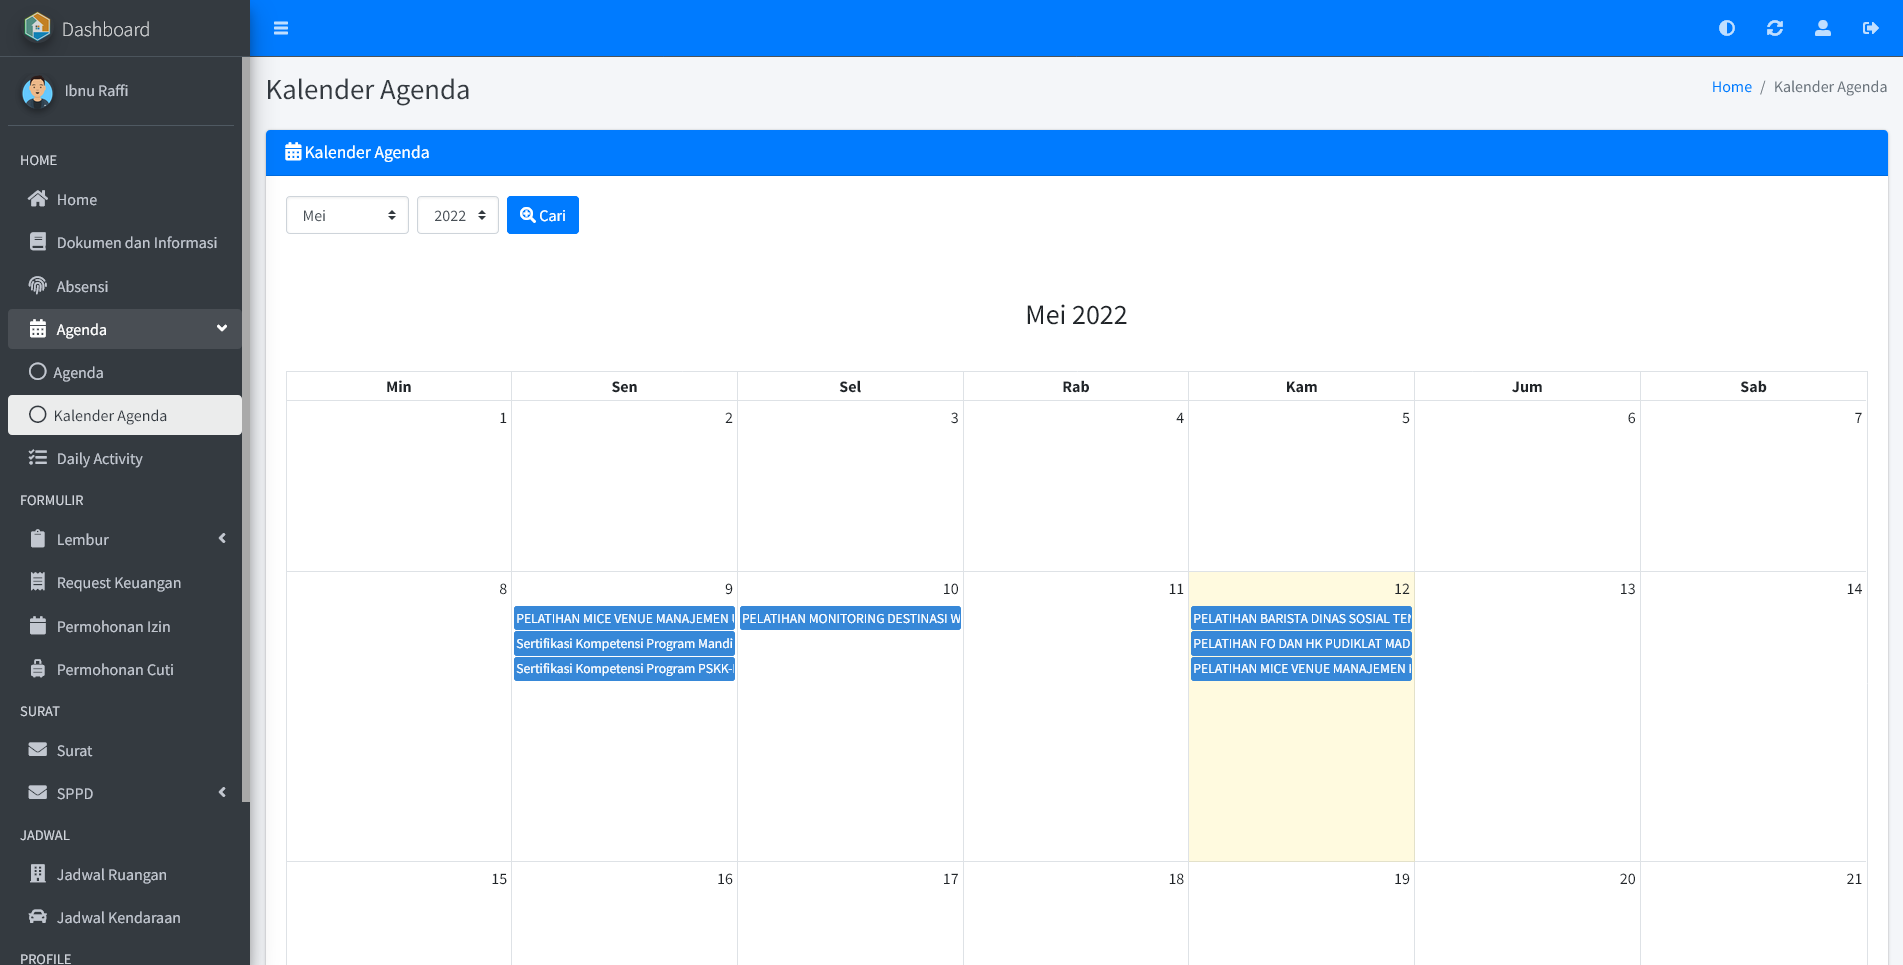 Dashboard
Ibnu Raffi
HOME
Home
Dokumen dan Informasi
Absensi
Agenda
Agenda
Kalender Agenda
Daily Activity
FORMULIR
Lembur
Request Keuangan
Permohonan Izin
Permohonan Cuti
SURAT
Surat
SPPD
JADWAL
Jadwal Ruangan
Jadwal Kendaraan
PROFILE
Kalender Agenda
Home / Kalender Agenda
Kalender Agenda
Mei 2022 Cari
Mei 2022
Min Sen Sel Rab Kam Jum Sab
1 2 3 4 5 6 7
8 9 10 11 12 13 14
PELATIHAN MICE VENUE MANAJEMEN
Sertifikasi Kompetensi Program Mandi
Sertifikasi Kompetensi Program PSKK-
PELATIHAN MONITORING DESTINASI W
PELATIHAN BARISTA DINAS SOSIAL TE
PELATIHAN FO DAN HK PUDIKLAT MAD
PELATIHAN MICE VENUE MANAJEMEN
15 16 17 18 19 20 21